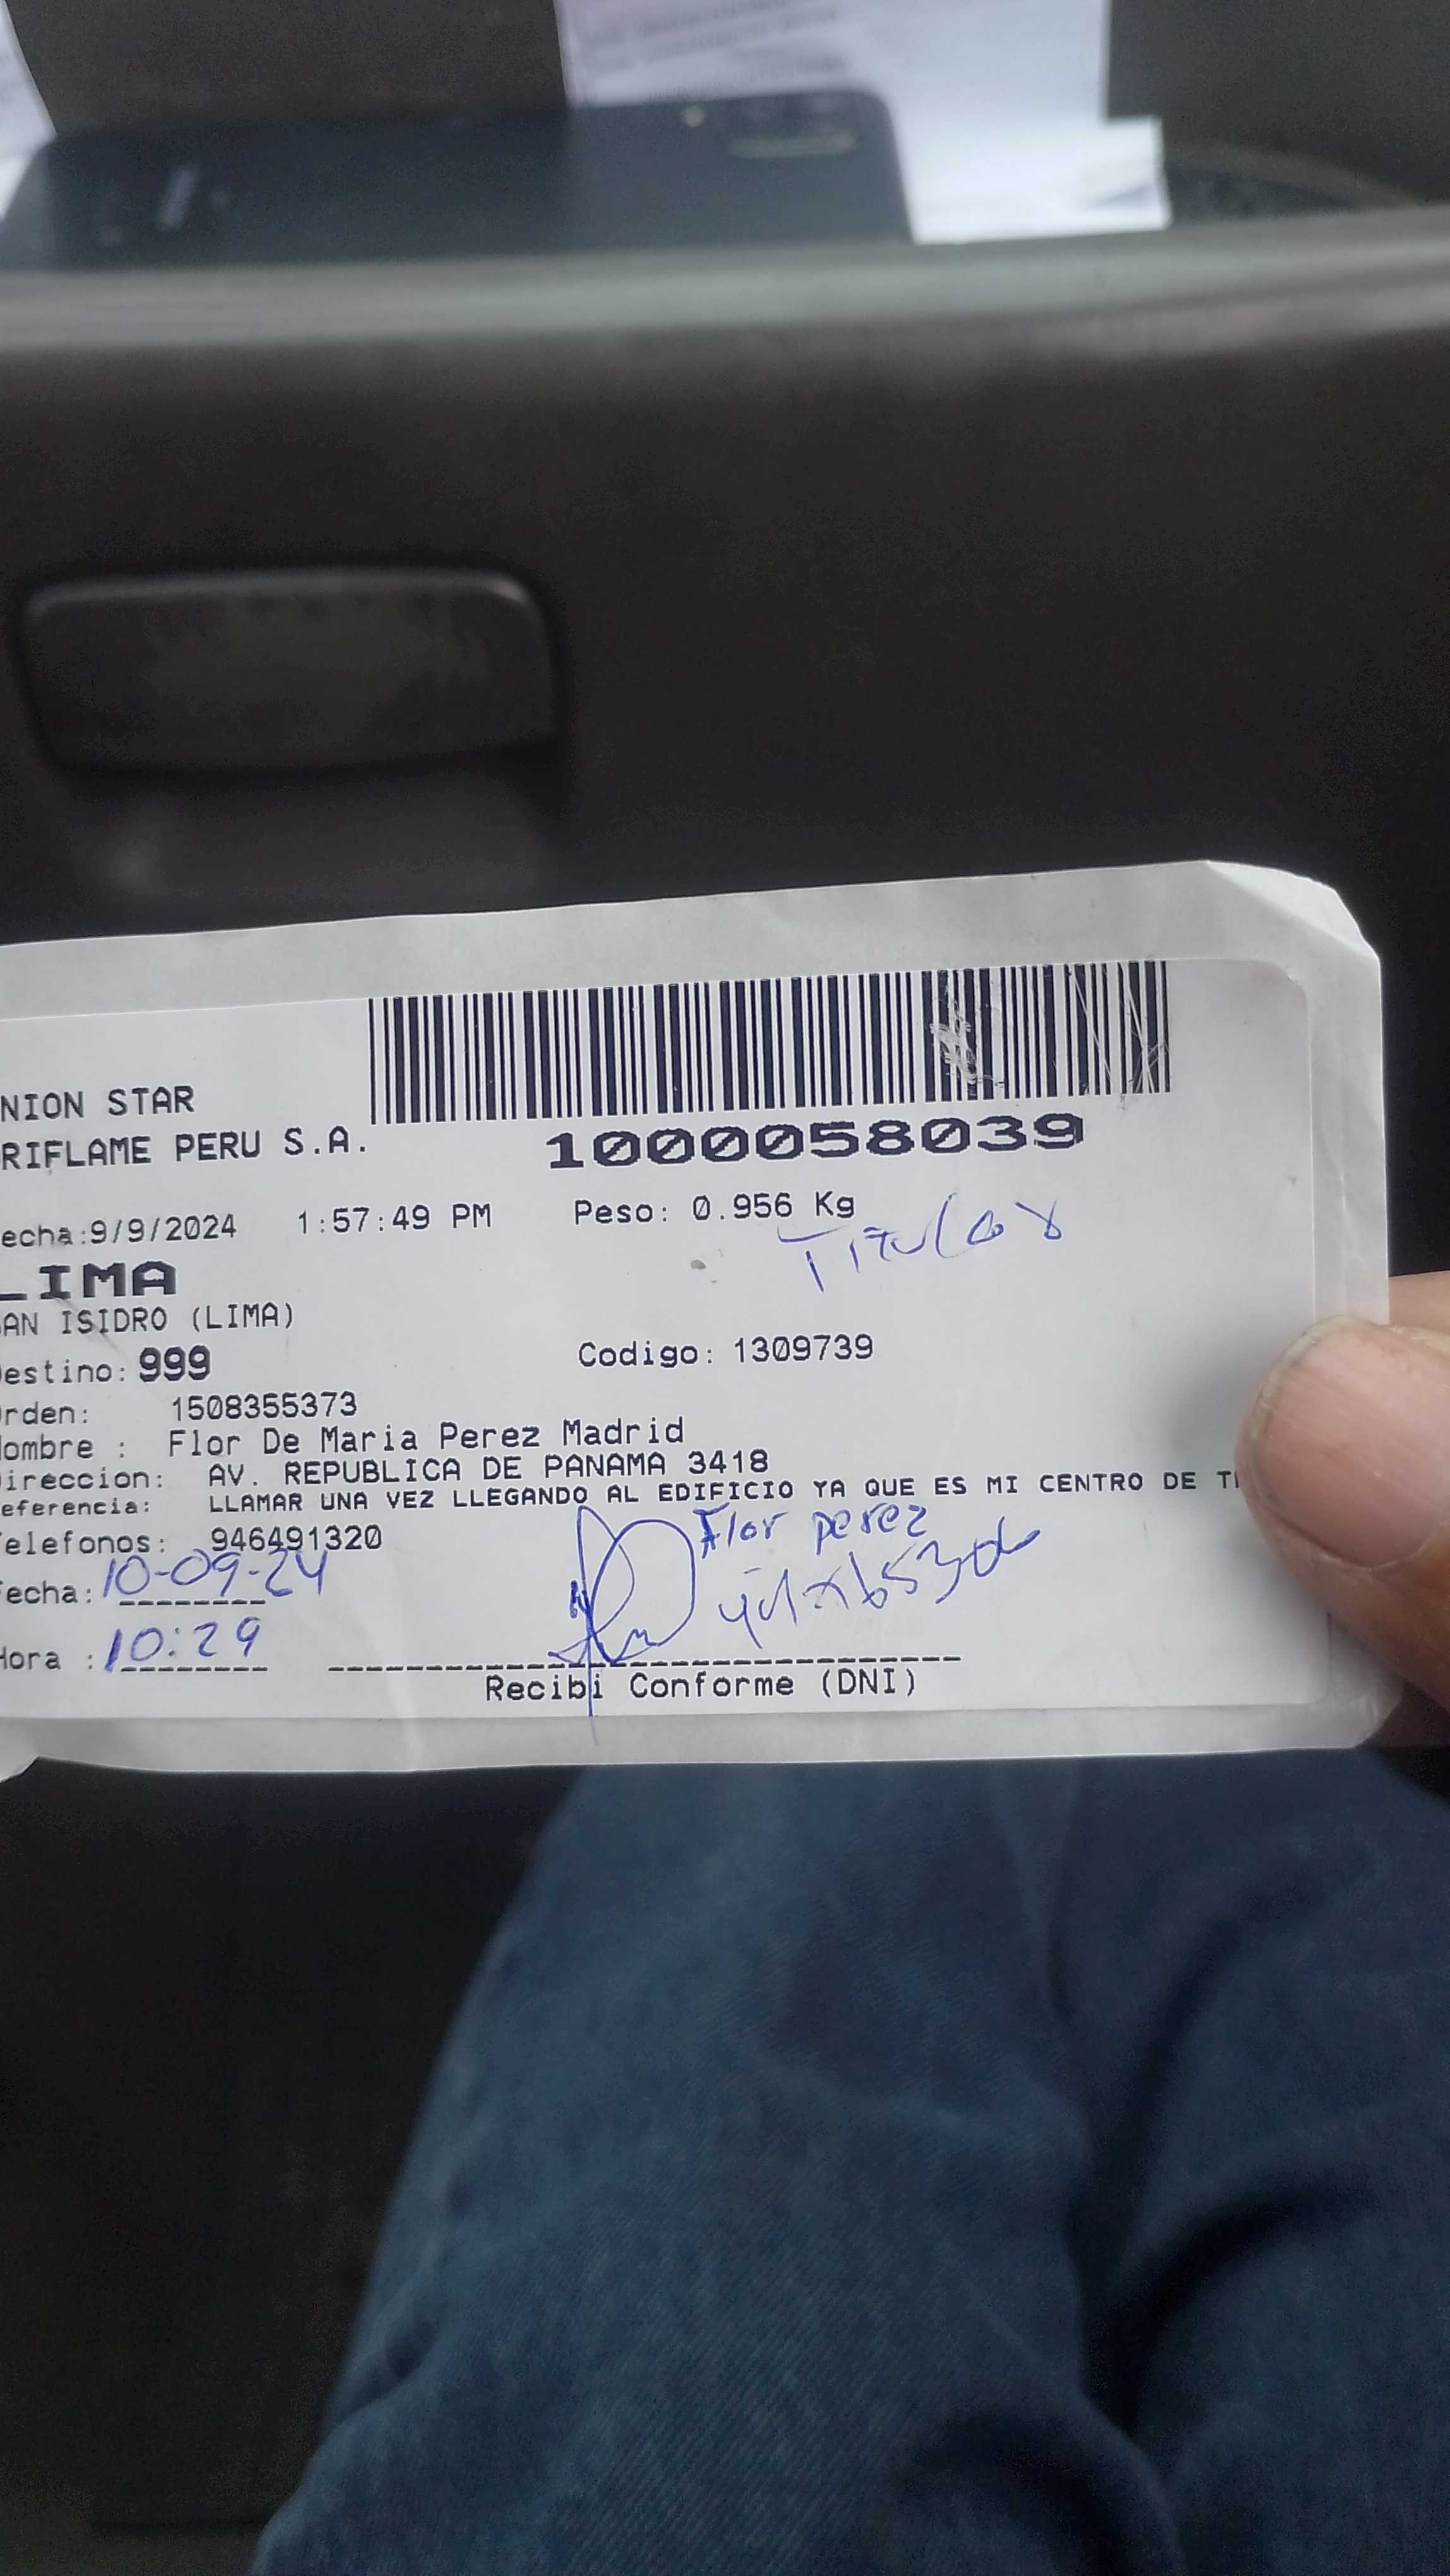 NION STAR
RIFLAME PERU S.A.
1000058039
echa:9/9/2024 1:57:49 PM Peso: 0.956 Kg
Titular
LIMA
AN ISIDRO (LIMA)
estino: 999 Codigo: 1309739
rden: 1508355373
ombre : Flor De Maria Perez Madrid
ireccion: AV. REPUBLICA DE PANAMA 3418
eferencia: LLAMAR UNA VEZ LLEGANDO AL EDIFICIO YA QUE ES MI CENTRO DE T
elefonos: 946491320
Flor perez
echa: 10-09-24
Hora : 10:29
Recibi Conforme (DNI)